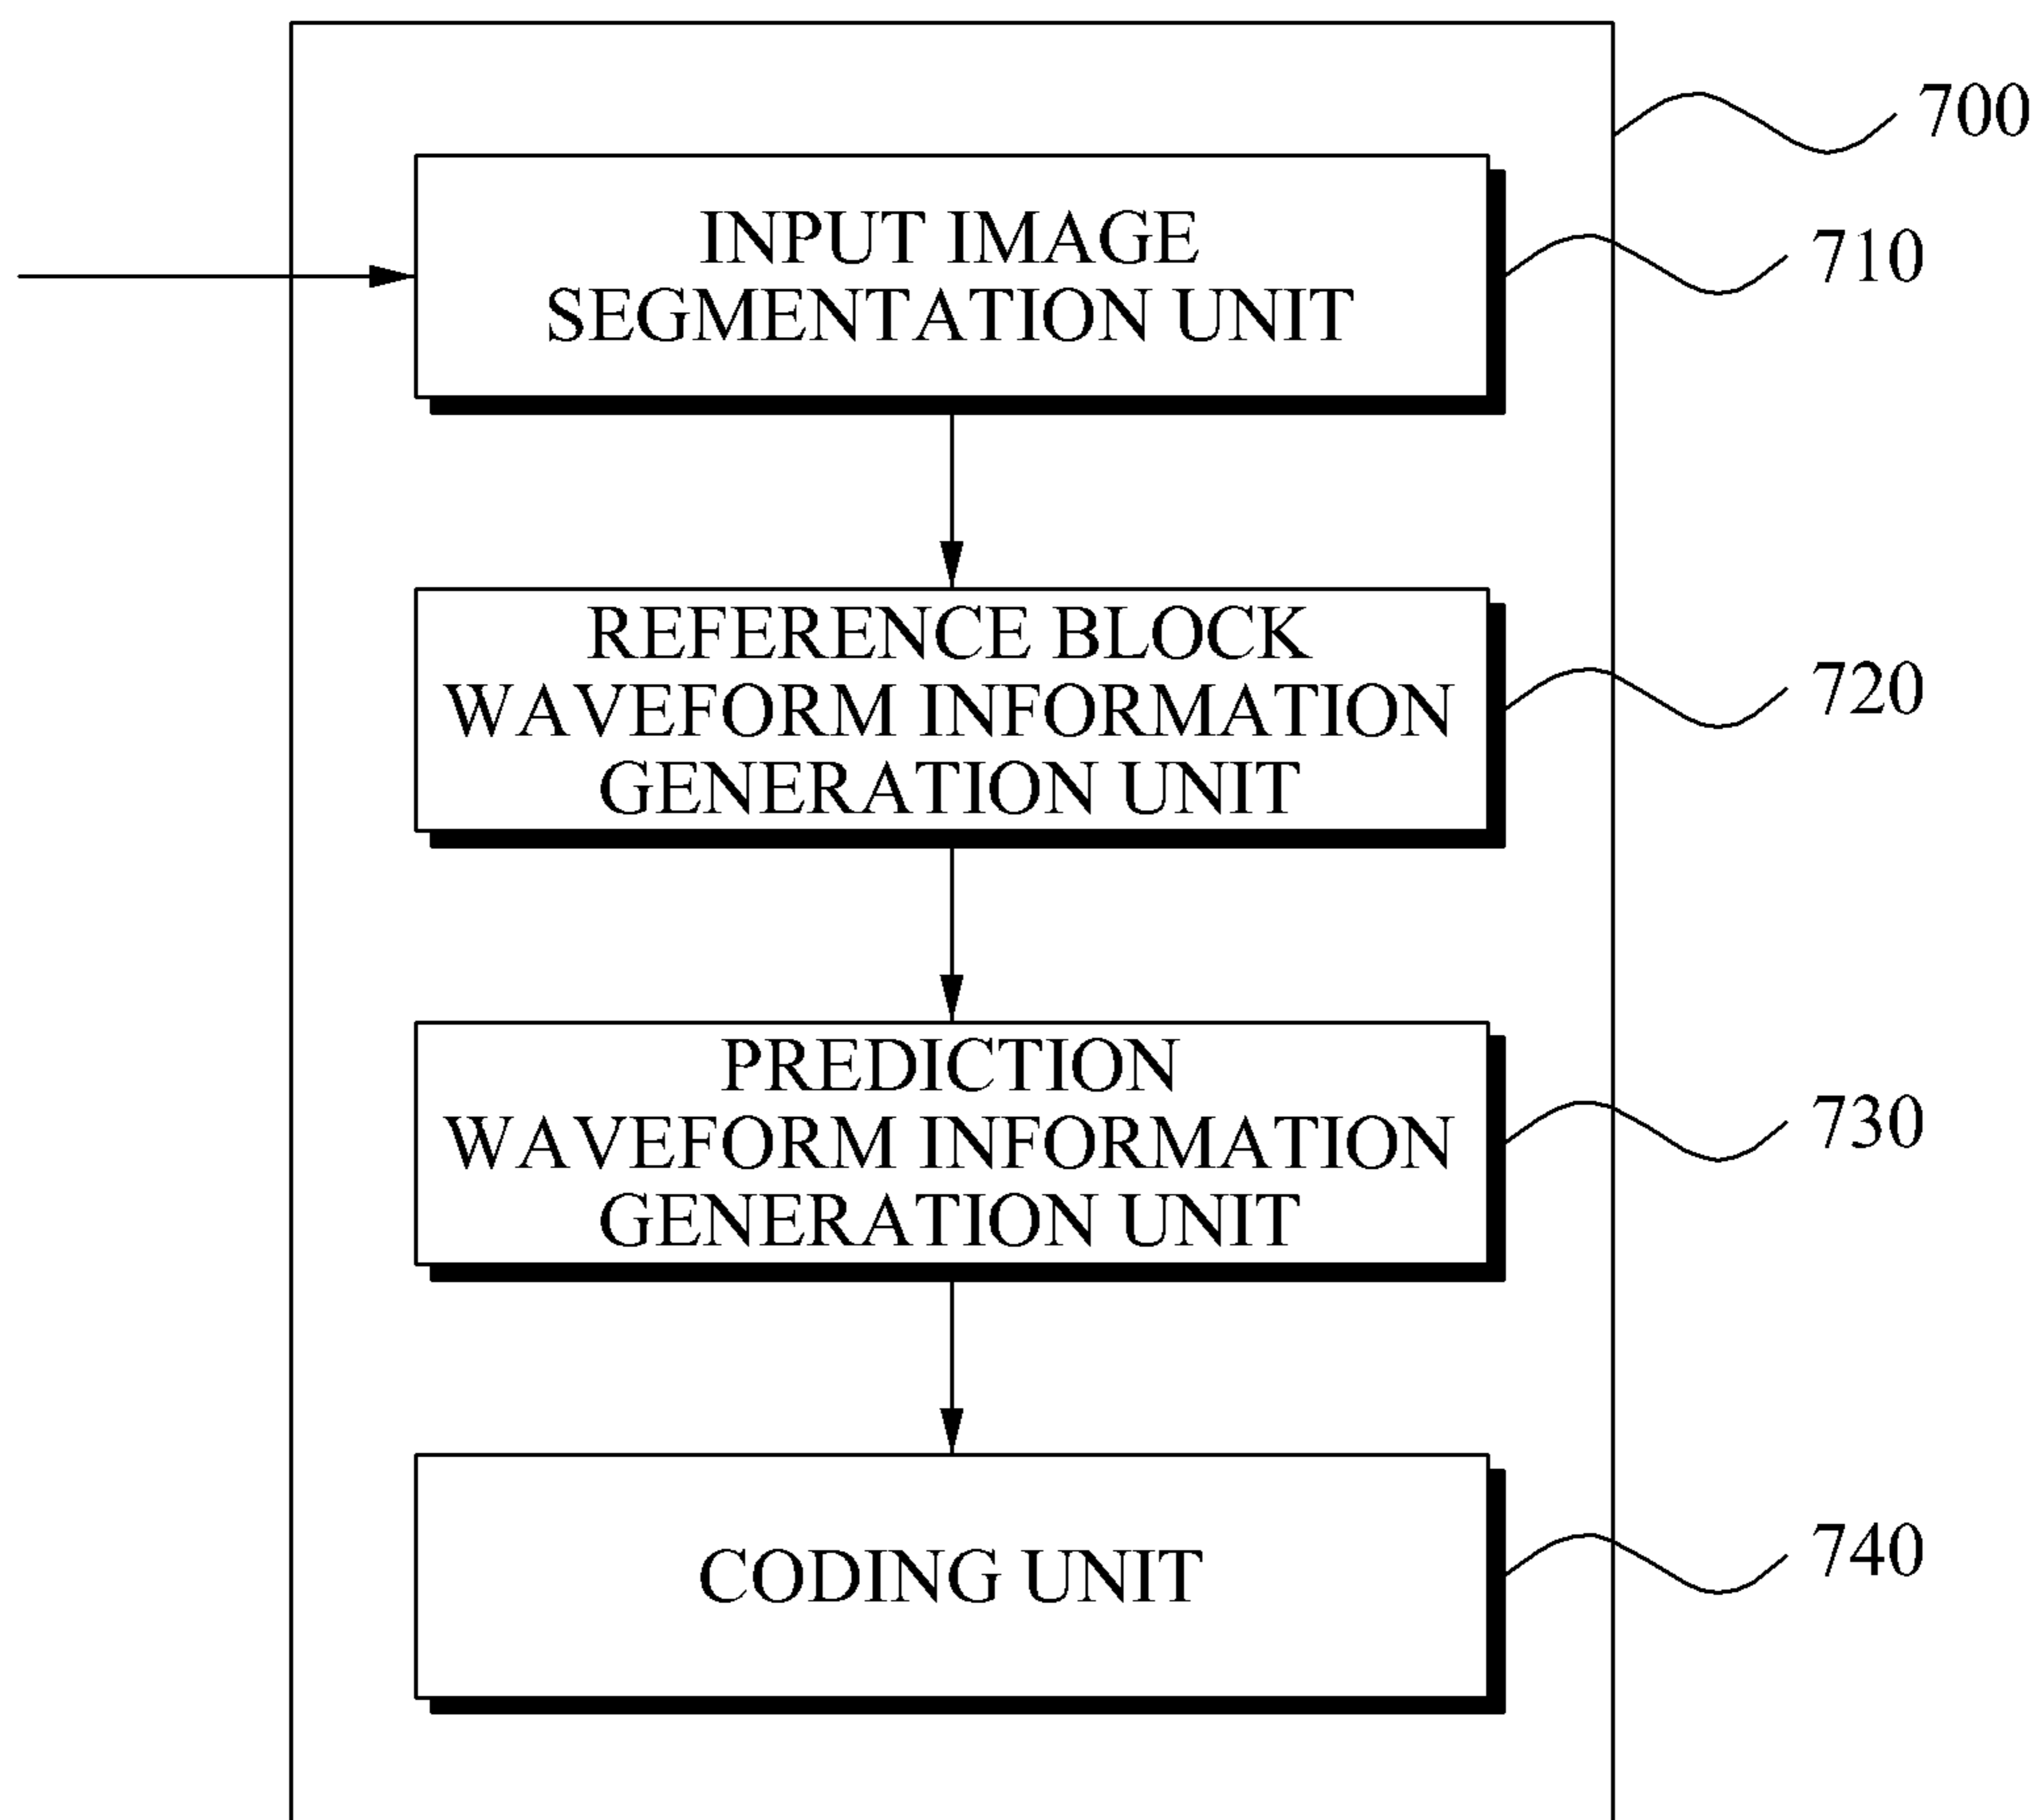 700
INPUT IMAGE
SEGMENTATION UNIT
710
REFERENCE BLOCK
WAVEFORM INFORMATION
GENERATION UNIT
720
PREDICTION
WAVEFORM INFORMATION
GENERATION UNIT
730
CODING UNIT
740